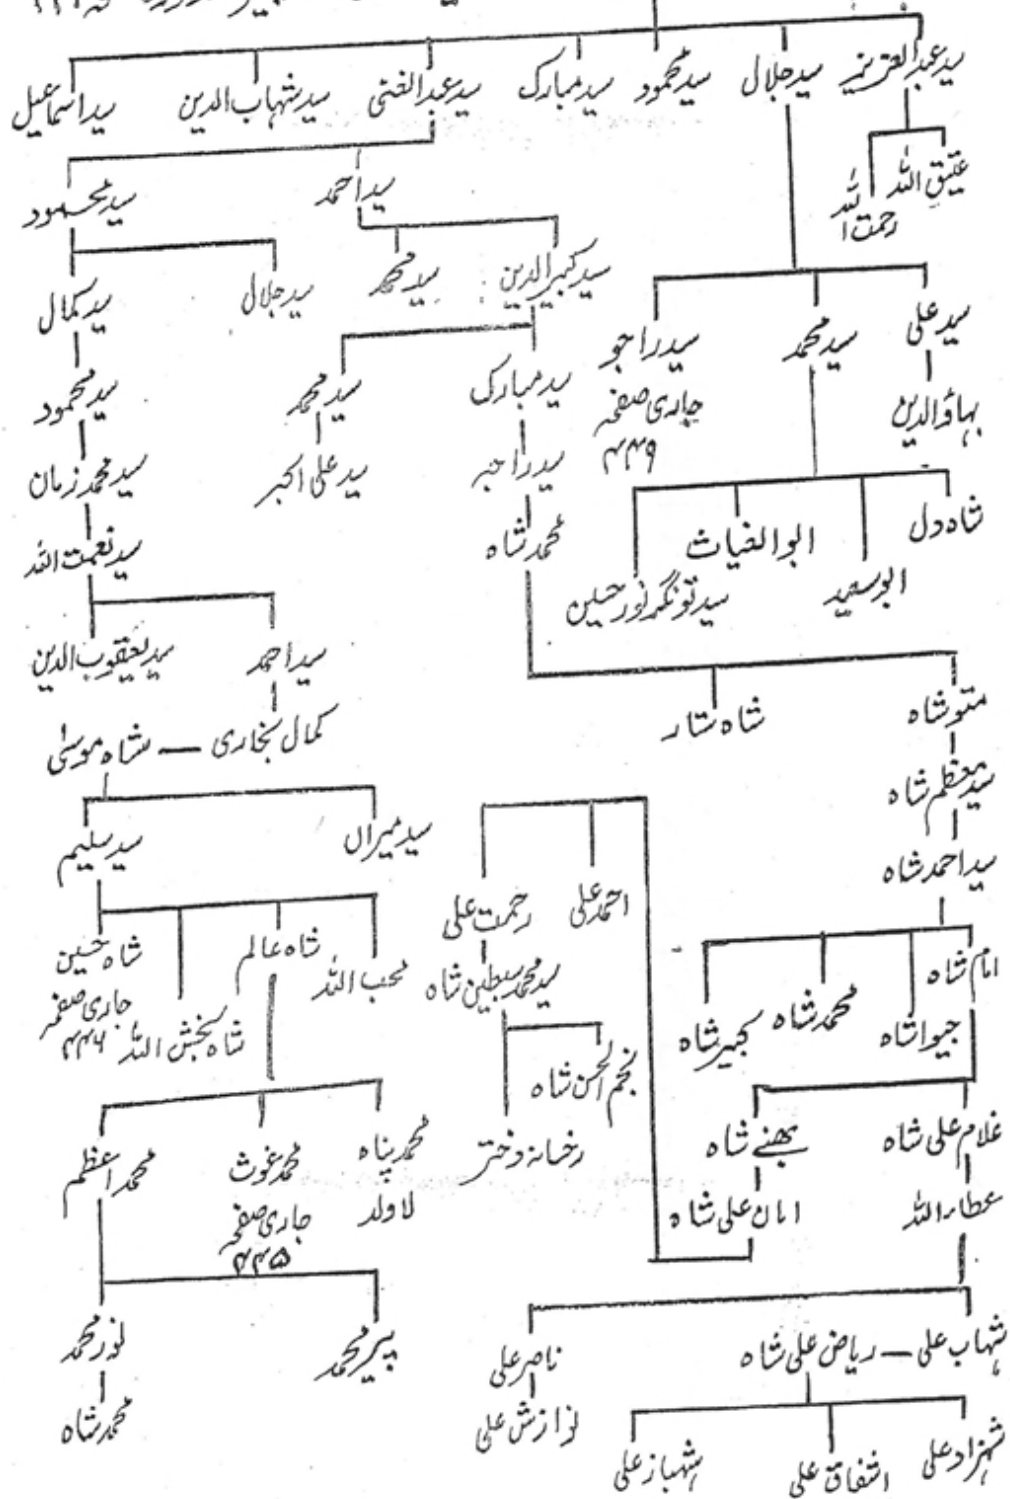 سید عبدالعزیز سید جلال سید محمود سید مبارک سید عبدالغنی سید شہاب الدین سید اسماعیل
عتیق اللہ رحمت اللہ
سید احمد سید محمود
سید کبیرالدین سید محمد سید جلال سید کمال
سید علی سید محمد سید راجو
جاری صفحہ
۴۴۹
بہاؤالدین
سید مبارک سید محمد سید محمود
سید راجہ سید علی اکبر سید محمد زمان
شاہ دل ابوسعید ابوالغیاث سید تونگر نور حسین
محمد شاہ سید نعمت اللہ
سید احمد سید یعقوب الدین
متو شاہ شاہ ستار
کمال بخاری — شاہ موسیٰ
سید معظم شاہ
سید میراں سید سلیم
سید احمد شاہ
احمد علی رحمت علی
محب اللہ شاہ عالم شاہ بخش اللہ شاہ حسین
جاری صفحہ
۴۴۶
امام شاہ جیوا شاہ محمد شاہ کبیر شاہ
سید محمد سبطین شاہ
نجم الحسن شاہ
رخسانہ دختر
غلام علی شاہ بھنے شاہ
محمد پناہ محمد غوث محمد اعظم
لاولد
جاری صفحہ
۴۴۵
عطاء اللہ امان علی شاہ
پیر محمد نور محمد
محمد شاہ
شہاب علی — ریاض علی شاہ ناصر علی
نوازش علی
شہزاد علی اشفاق علی شہباز علی